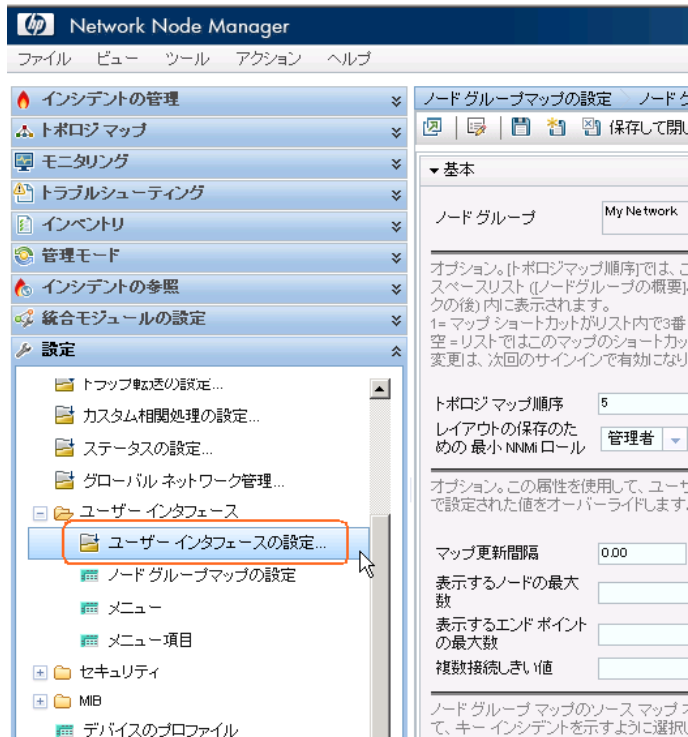 hp Network Node Manager
ファイル ビュー ツール アクション ヘルプ
インシデントの管理
トポロジ マップ
モニタリング
トラブルシューティング
インベントリ
管理モード
インシデントの参照
統合モジュールの設定
設定
トラップ転送の設定...
カスタム相関処理の設定...
ステータスの設定...
グローバル ネットワーク管理...
ユーザー インタフェース
ユーザー インタフェースの設定...
ノード グループマップの設定
メニュー
メニュー項目
セキュリティ
MIB
デバイスのプロファイル
ノード グループマップの設定 ノード
保存して閉
基本
ノード グループ My Network
オプション。[トポロジマップ順序]では、
スペースリスト ([ノードグループの概要]
クの後) 内に表示されます。
1= マップ ショートカットがリスト内で3番
空 = リストではこのマップのショートカッ
変更は、次回のサインインで有効になり
トポロジ マップ順序 5
レイアウトの保存のた
めの 最小 NNMi ロール 管理者
オプション。この属性を使用して、ユー
で設定された値をオーバーライドします
マップ更新間隔 0.00
表示するノードの最大
数
表示するエンド ポイント
の最大数
複数接続しきい値
ノード グループ マップのソース マップ
て、キー インシデントを示すように選択